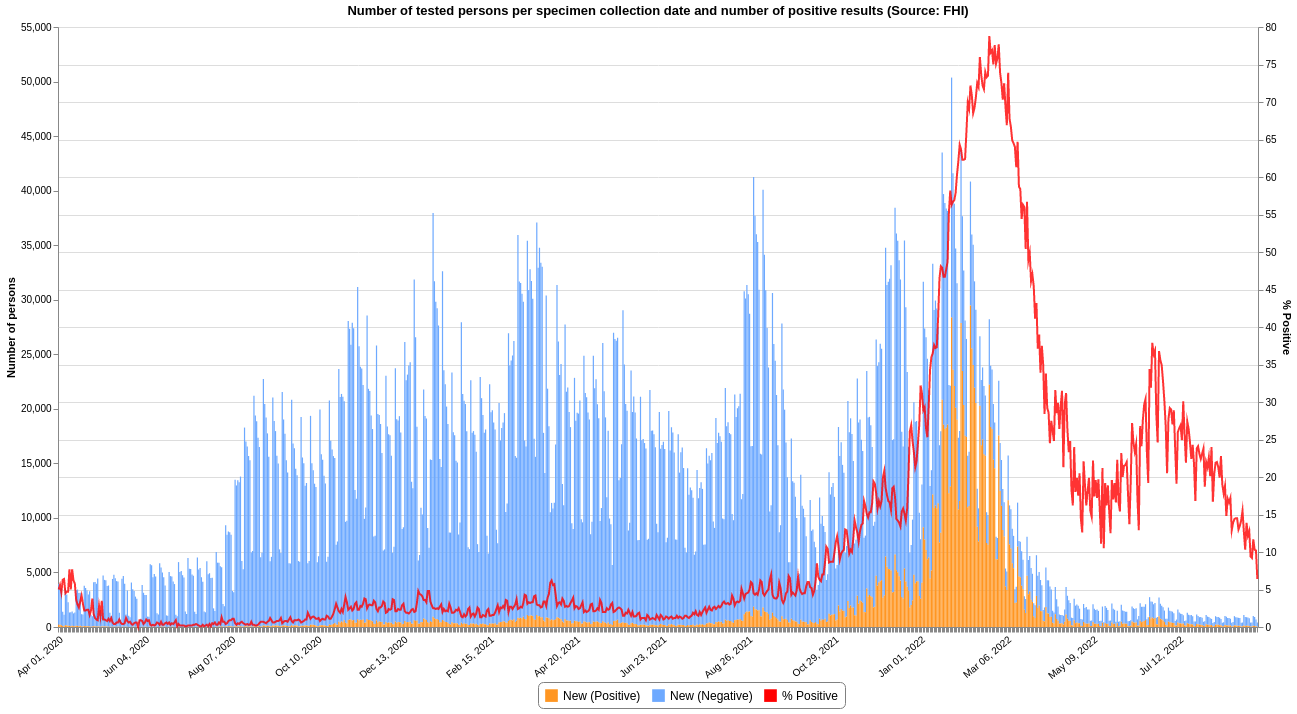 Number of tested persons per specimen collection date and number of positive results (Source: FHI)
55,000
50,000
45,000
40,000
35,000
30,000
25,000
20,000
15,000
10,000
5,000
0
Number of persons
80
75
70
65
60
55
50
45
40
35
30
25
20
15
10
5
0
% Positive
Apr 01, 2020
Jun 04, 2020
Aug 07, 2020
Oct 10, 2020
Dec 13, 2020
Feb 15, 2021
Apr 20, 2021
Jun 23, 2021
Aug 26, 2021
Oct 29, 2021
Jan 01, 2022
Mar 06, 2022
May 09, 2022
Jul 12, 2022
New (Positive) New (Negative) % Positive